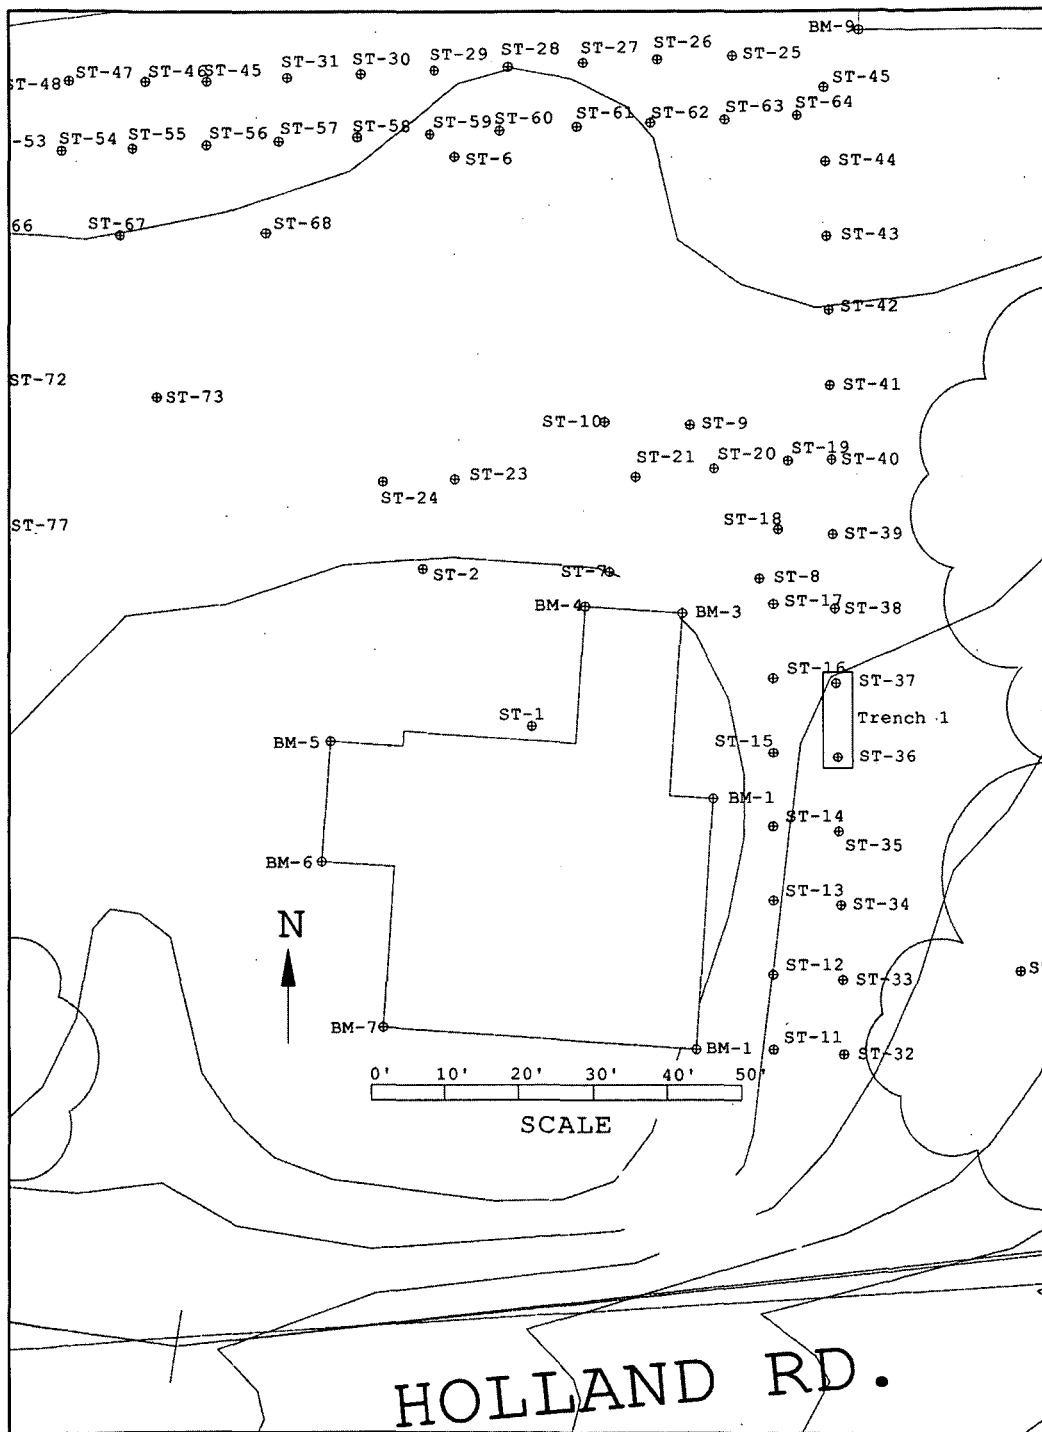 BM-9
ST-48 ST-47 ST-46 ST-45 ST-31 ST-30 ST-29 ST-28 ST-27 ST-26 ST-25
ST-45
-53 ST-54 ST-55 ST-56 ST-57 ST-58 ST-59 ST-60 ST-61 ST-62 ST-63 ST-64
ST-6
ST-44
66 ST-67 ST-68
ST-43
ST-42
ST-72 ST-41
ST-73
ST-10 ST-9
ST-24 ST-23 ST-21 ST-20 ST-19 ST-40
ST-77 ST-18 ST-39
ST-2 ST-7 ST-8
BM-4 BM-3 ST-17 ST-38
ST-16 ST-37
ST-1 Trench 1
BM-5 ST-15 ST-36
BM-1
ST-14 ST-35
BM-6
ST-13 ST-34
N
ST-12 ST-33 S
BM-7
BM-1 ST-11 ST-32
0' 10' 20' 30' 40' 50'
SCALE
HOLLAND RD.